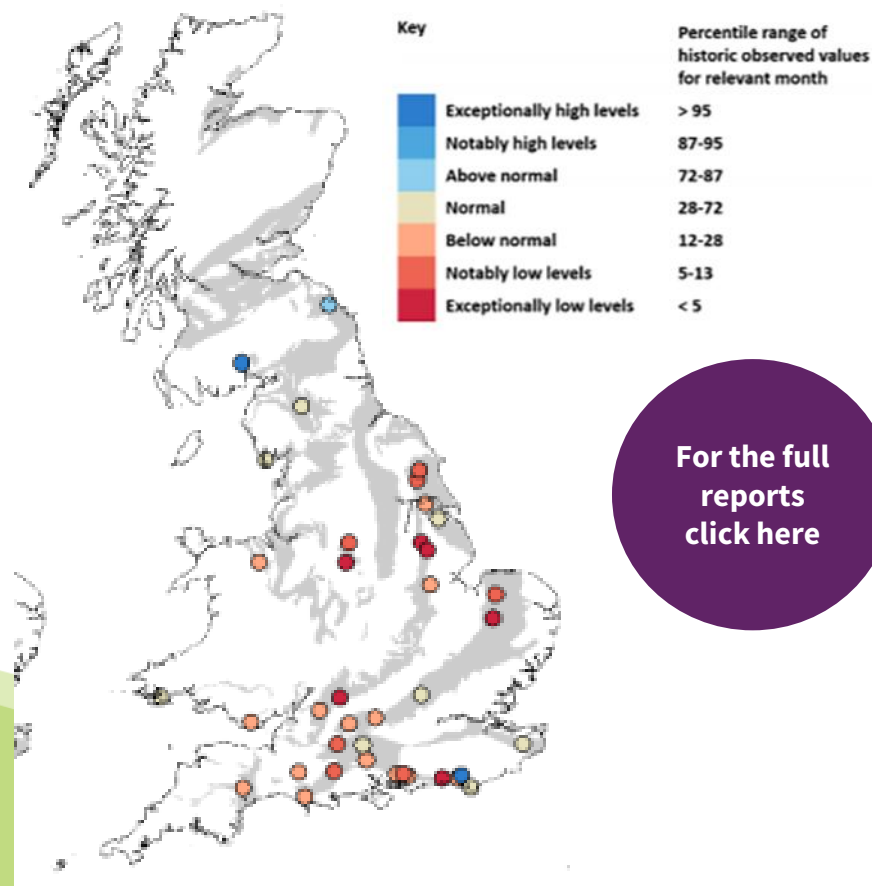 Key
Percentile range of
historic observed values
for relevant month
Exceptionally high levels > 95
Notably high levels 87-95
Above normal 72-87
Normal 28-72
Below normal 12-28
Notably low levels 5-13
Exceptionally low levels < 5
For the full
reports
click here